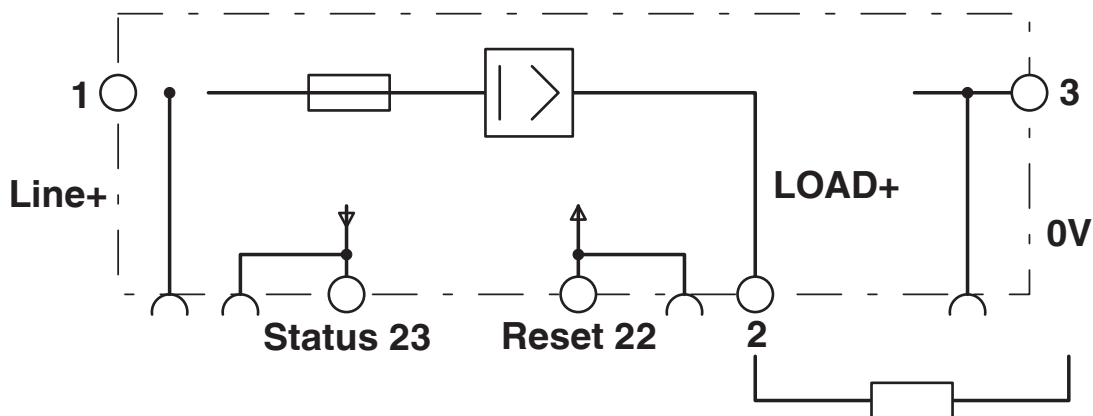 1
3
Line+
LOAD+
0V
Status 23
Reset 22
2